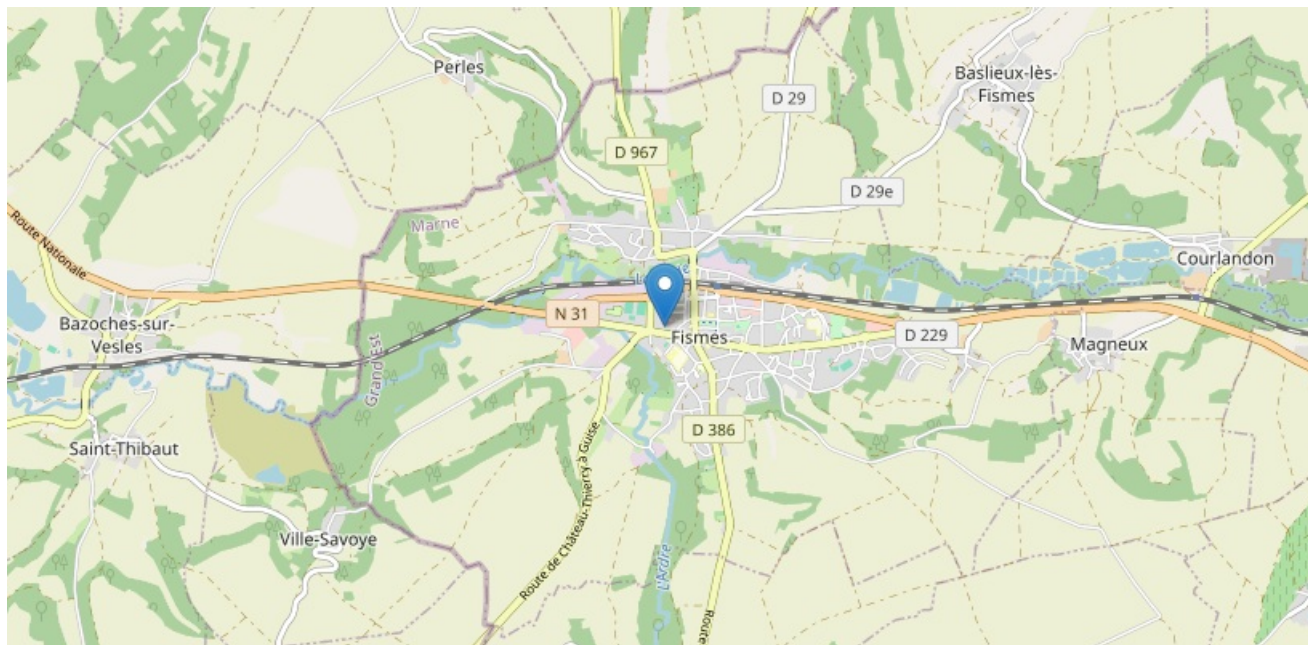 Perles
Baslieux-lès-
Fismes
D 29
D 967
D 29e
Marne
Route Nationale
Courlandon
N 31
Bazoches-sur-
Vesles
Fismes
D 229
Magneux
Grand Est
D 386
Saint-Thibaut
Route de Château-Thierry à Guise
Ville-Savoye
L'Ardre
Route